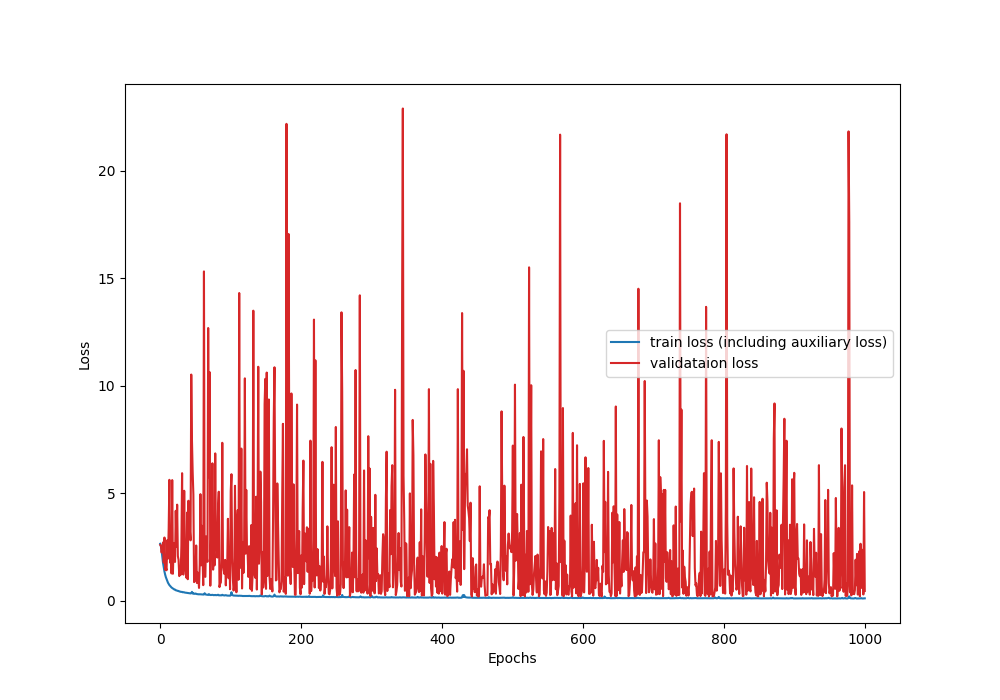 20
15
10
5
0
Loss
train loss (including auxiliary loss)
validataion loss
0 200 400 600 800 1000
Epochs